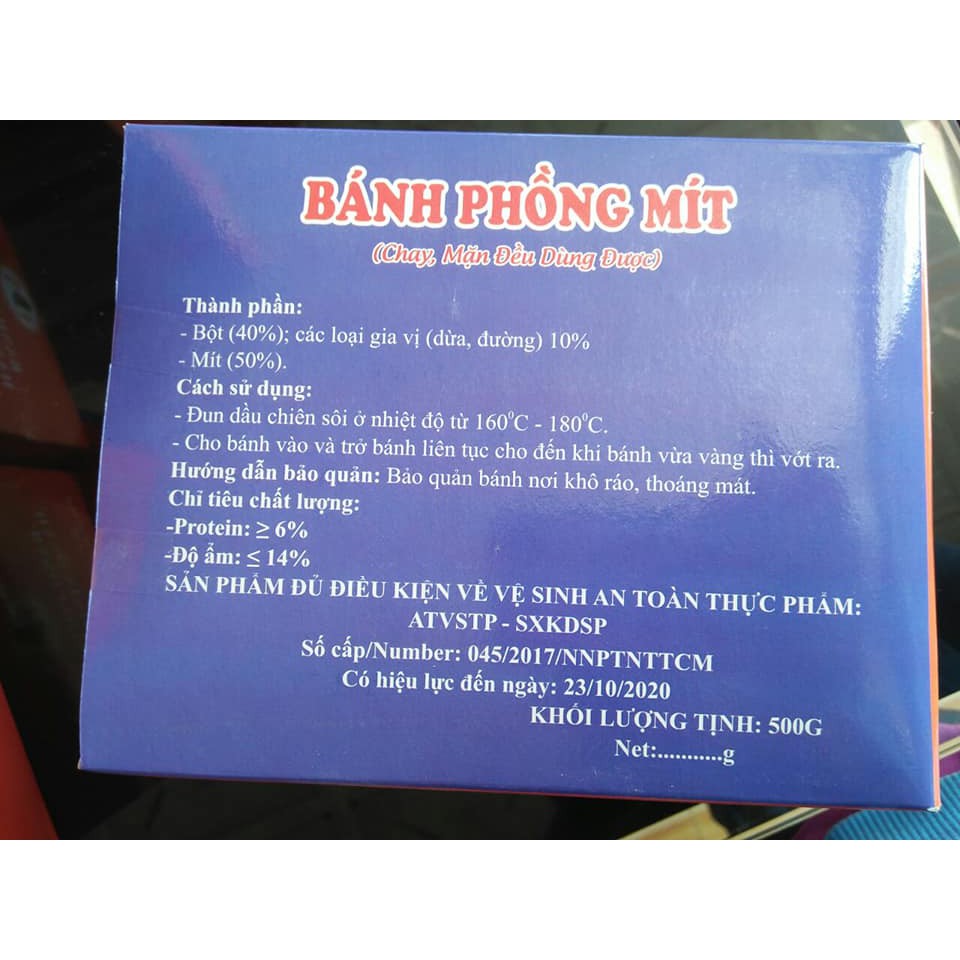 BÁNH PHỒNG MÍT
(Chay, Mặn Đều Dùng Được)
Thành phần:
- Bột (40%); các loại gia vị (dừa, đường) 10%
- Mít (50%).
Cách sử dụng:
- Đun dầu chiên sôi ở nhiệt độ từ 160⁰C - 180⁰C.
- Cho bánh vào và trở bánh liên tục cho đến khi bánh vừa vàng thì vớt ra.
Hướng dẫn bảo quản: Bảo quản bánh nơi khô ráo, thoáng mát.
Chỉ tiêu chất lượng:
-Protein: ≥ 6%
-Độ ẩm: ≤ 14%
SẢN PHẨM ĐỦ ĐIỀU KIỆN VỀ VỆ SINH AN TOÀN THỰC PHẨM:
ATVSTP - SXKDSP
Số cấp/Number: 045/2017/NNPTNTTCM
Có hiệu lực đến ngày: 23/10/2020
KHỐI LƯỢNG TỊNH: 500G
Net:...........g